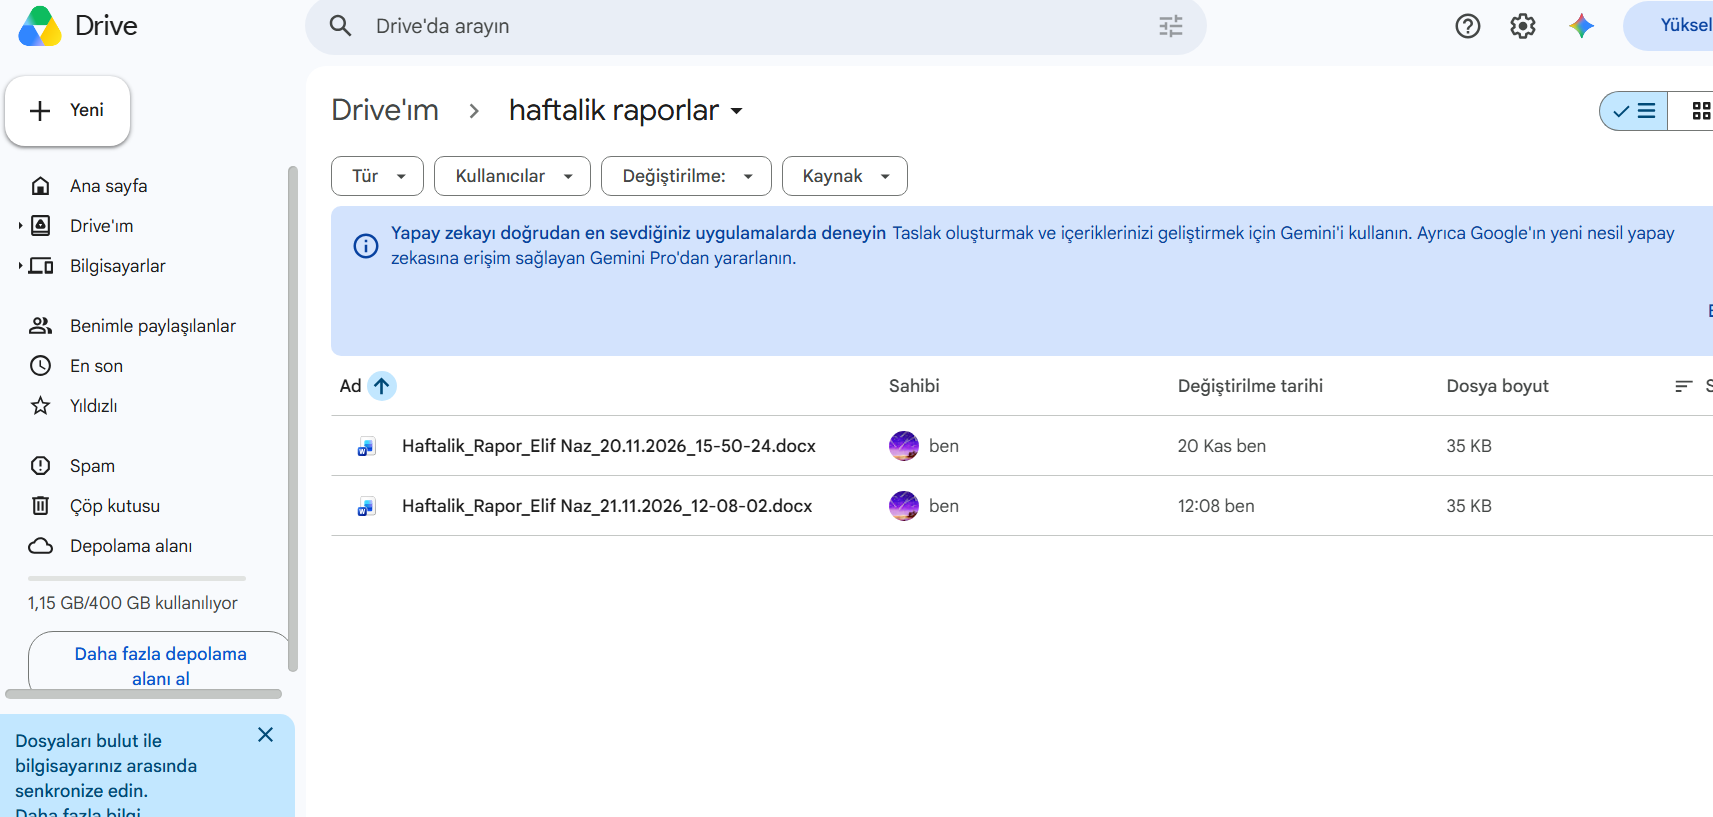 Drive
Drive'da arayın
Yüksel
Yeni
Drive'ım
haftalik raporlar
Ana sayfa
Drive'ım
Bilgisayarlar
Benimle paylaşılanlar
En son
Yıldızlı
Spam
Çöp kutusu
Depolama alanı
1,15 GB/400 GB kullanılıyor
Daha fazla depolama
alanı al
Dosyaları bulut ile
bilgisayarınız arasında
senkronize edin.
Daha fazla bilgi
Tür
Kullanıcılar
Değiştirilme:
Kaynak
Yapay zekayı doğrudan en sevdiğiniz uygulamalarda deneyin Taslak oluşturmak ve içeriklerinizi geliştirmek için Gemini'i kullanın. Ayrıca Google'ın yeni nesil yapay
zekasına erişim sağlayan Gemini Pro'dan yararlanın.
Ad Sahibi Değiştirilme tarihi Dosya boyut S
Haftalik_Rapor_Elif Naz_20.11.2026_15-50-24.docx ben 20 Kas ben 35 KB
Haftalik_Rapor_Elif Naz_21.11.2026_12-08-02.docx ben 12:08 ben 35 KB